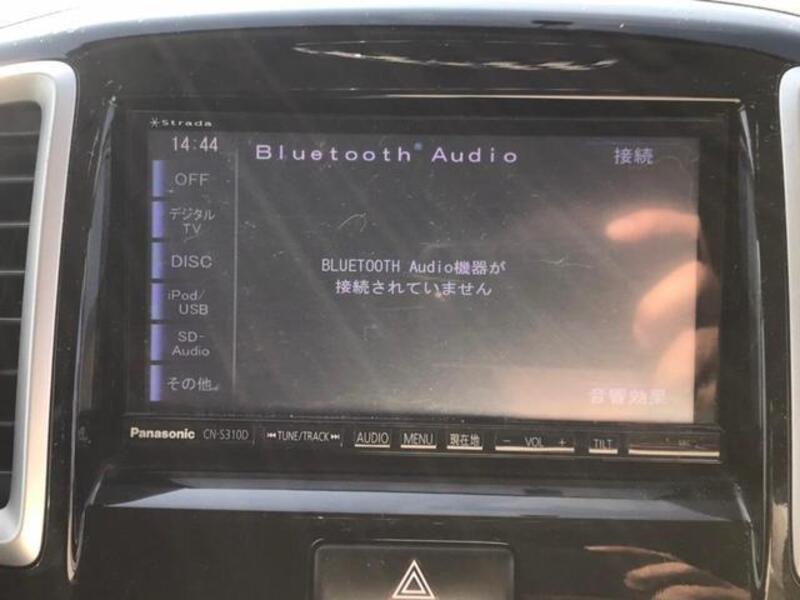 Strada
14:44
Bluetooth Audio
接続
OFF
デジタル
TV
DISC
iPod/
USB
SD-
Audio
その他
BLUETOOTH Audio機器が
接続されていません
音響効果
Panasonic CN-S310D ⏮TUNE/TRACK⏭ AUDIO MENU 現在地 − VOL + TILT